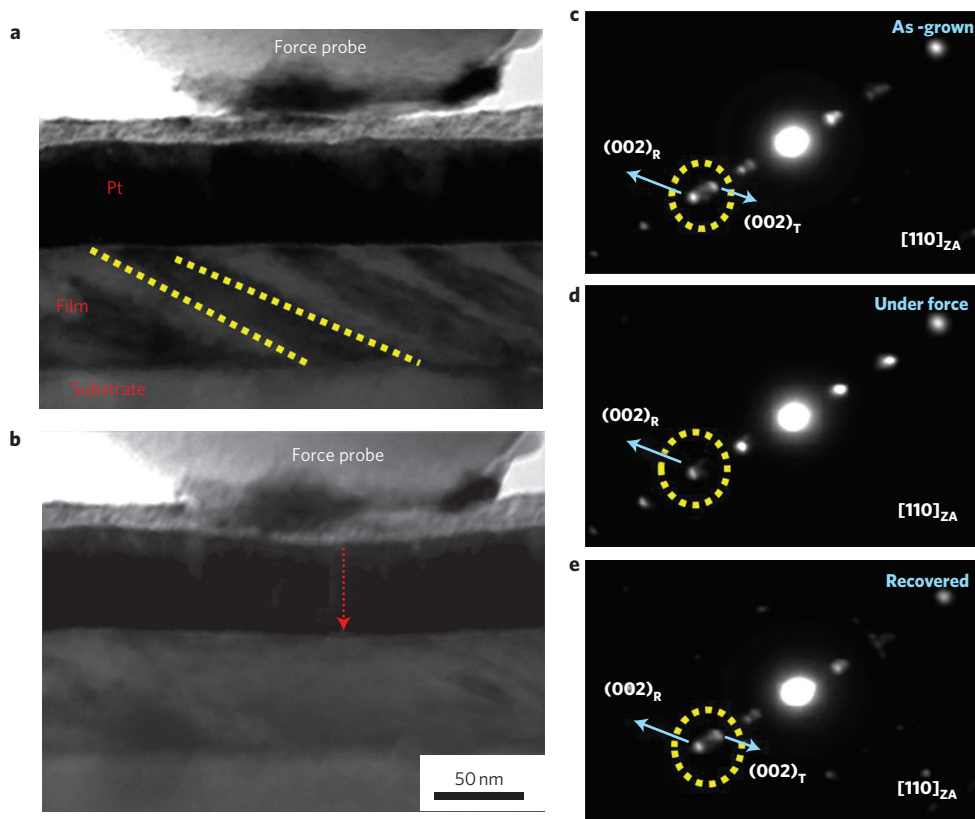 a
Force probe
Pt
Film
Substrate
b
Force probe
50 nm
c
As -grown
(002)R
(002)T
[110]ZA
d
Under force
(002)R
[110]ZA
e
Recovered
(002)R
(002)T
[110]ZA